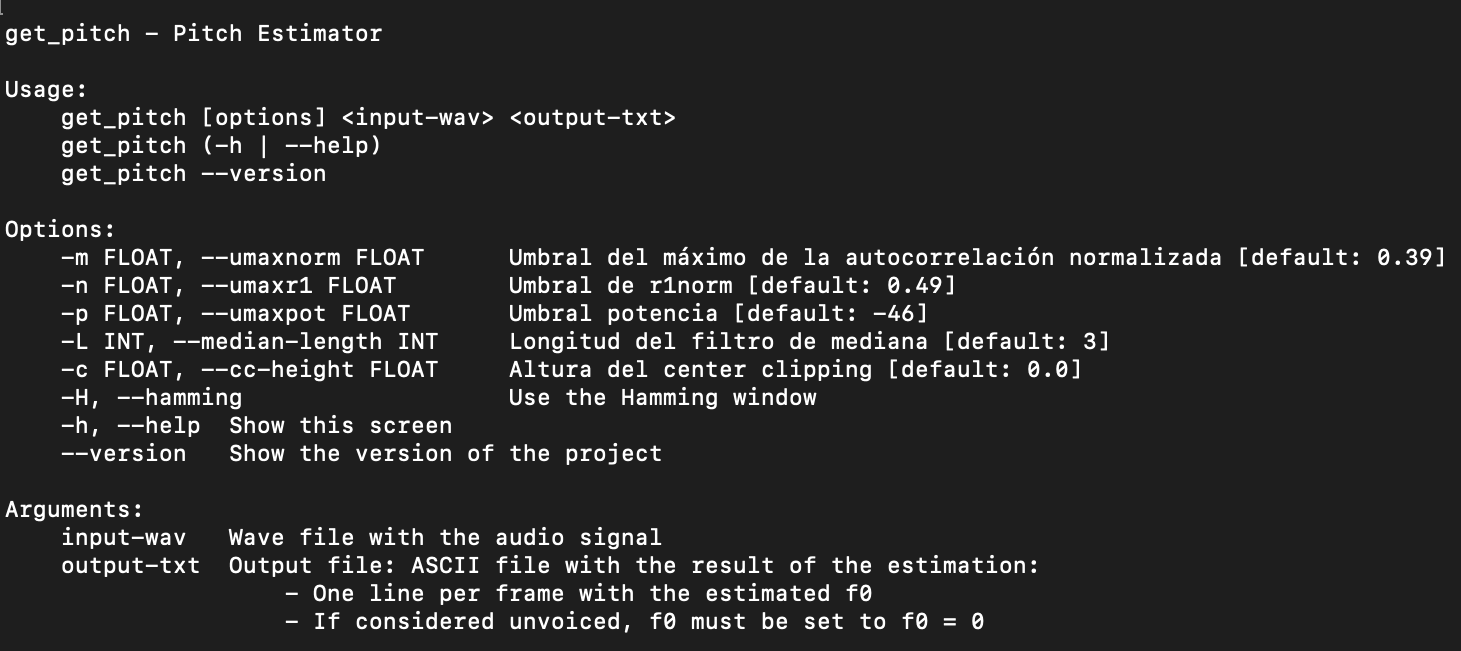 get_pitch - Pitch Estimator
Usage:
get_pitch [options] <input-wav> <output-txt>
get_pitch (-h | --help)
get_pitch --version
Options:
-m FLOAT, --umaxnorm FLOAT Umbral del máximo de la autocorrelación normalizada [default: 0.39]
-n FLOAT, --umaxr1 FLOAT Umbral de r1norm [default: 0.49]
-p FLOAT, --umaxpot FLOAT Umbral potencia [default: -46]
-L INT, --median-length INT Longitud del filtro de mediana [default: 3]
-c FLOAT, --cc-height FLOAT Altura del center clipping [default: 0.0]
-H, --hamming Use the Hamming window
-h, --help Show this screen
--version Show the version of the project
Arguments:
input-wav Wave file with the audio signal
output-txt Output file: ASCII file with the result of the estimation:
- One line per frame with the estimated f0
- If considered unvoiced, f0 must be set to f0 = 0